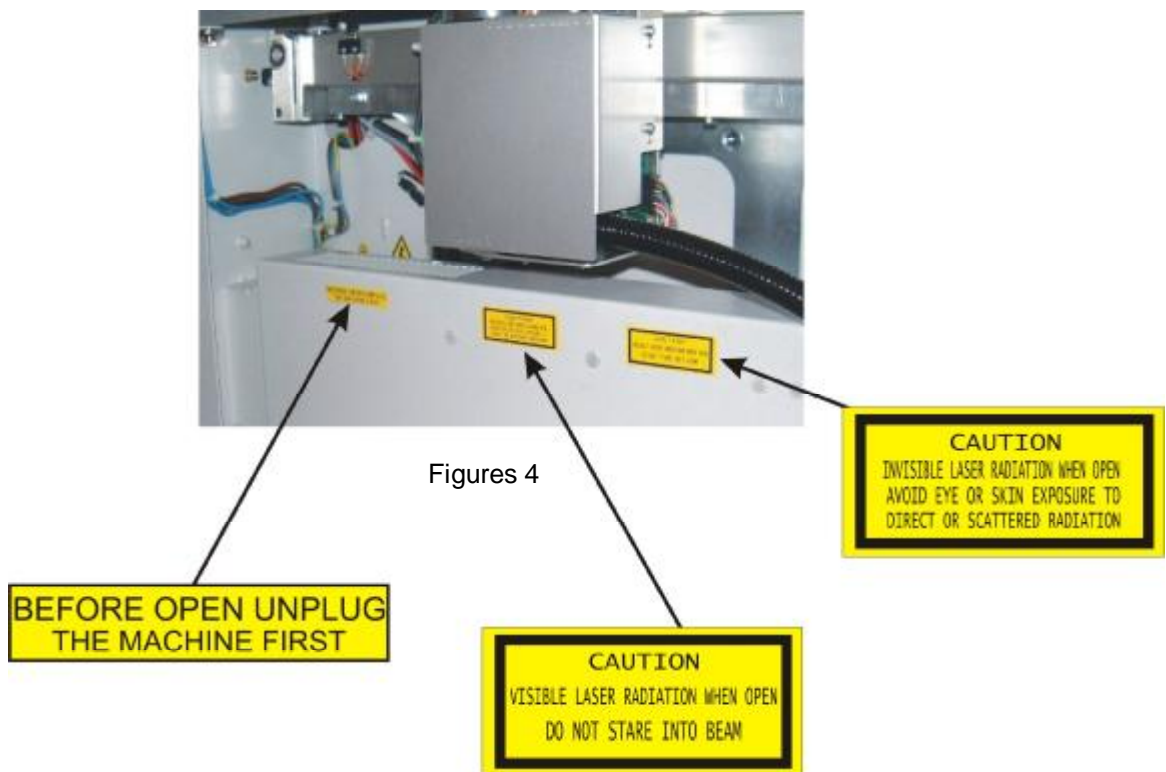 Figures 4
CAUTION
INVISIBLE LASER RADIATION WHEN OPEN
AVOID EYE OR SKIN EXPOSURE TO
DIRECT OR SCATTERED RADIATION
BEFORE OPEN UNPLUG
THE MACHINE FIRST
CAUTION
VISIBLE LASER RADIATION WHEN OPEN
DO NOT STARE INTO BEAM